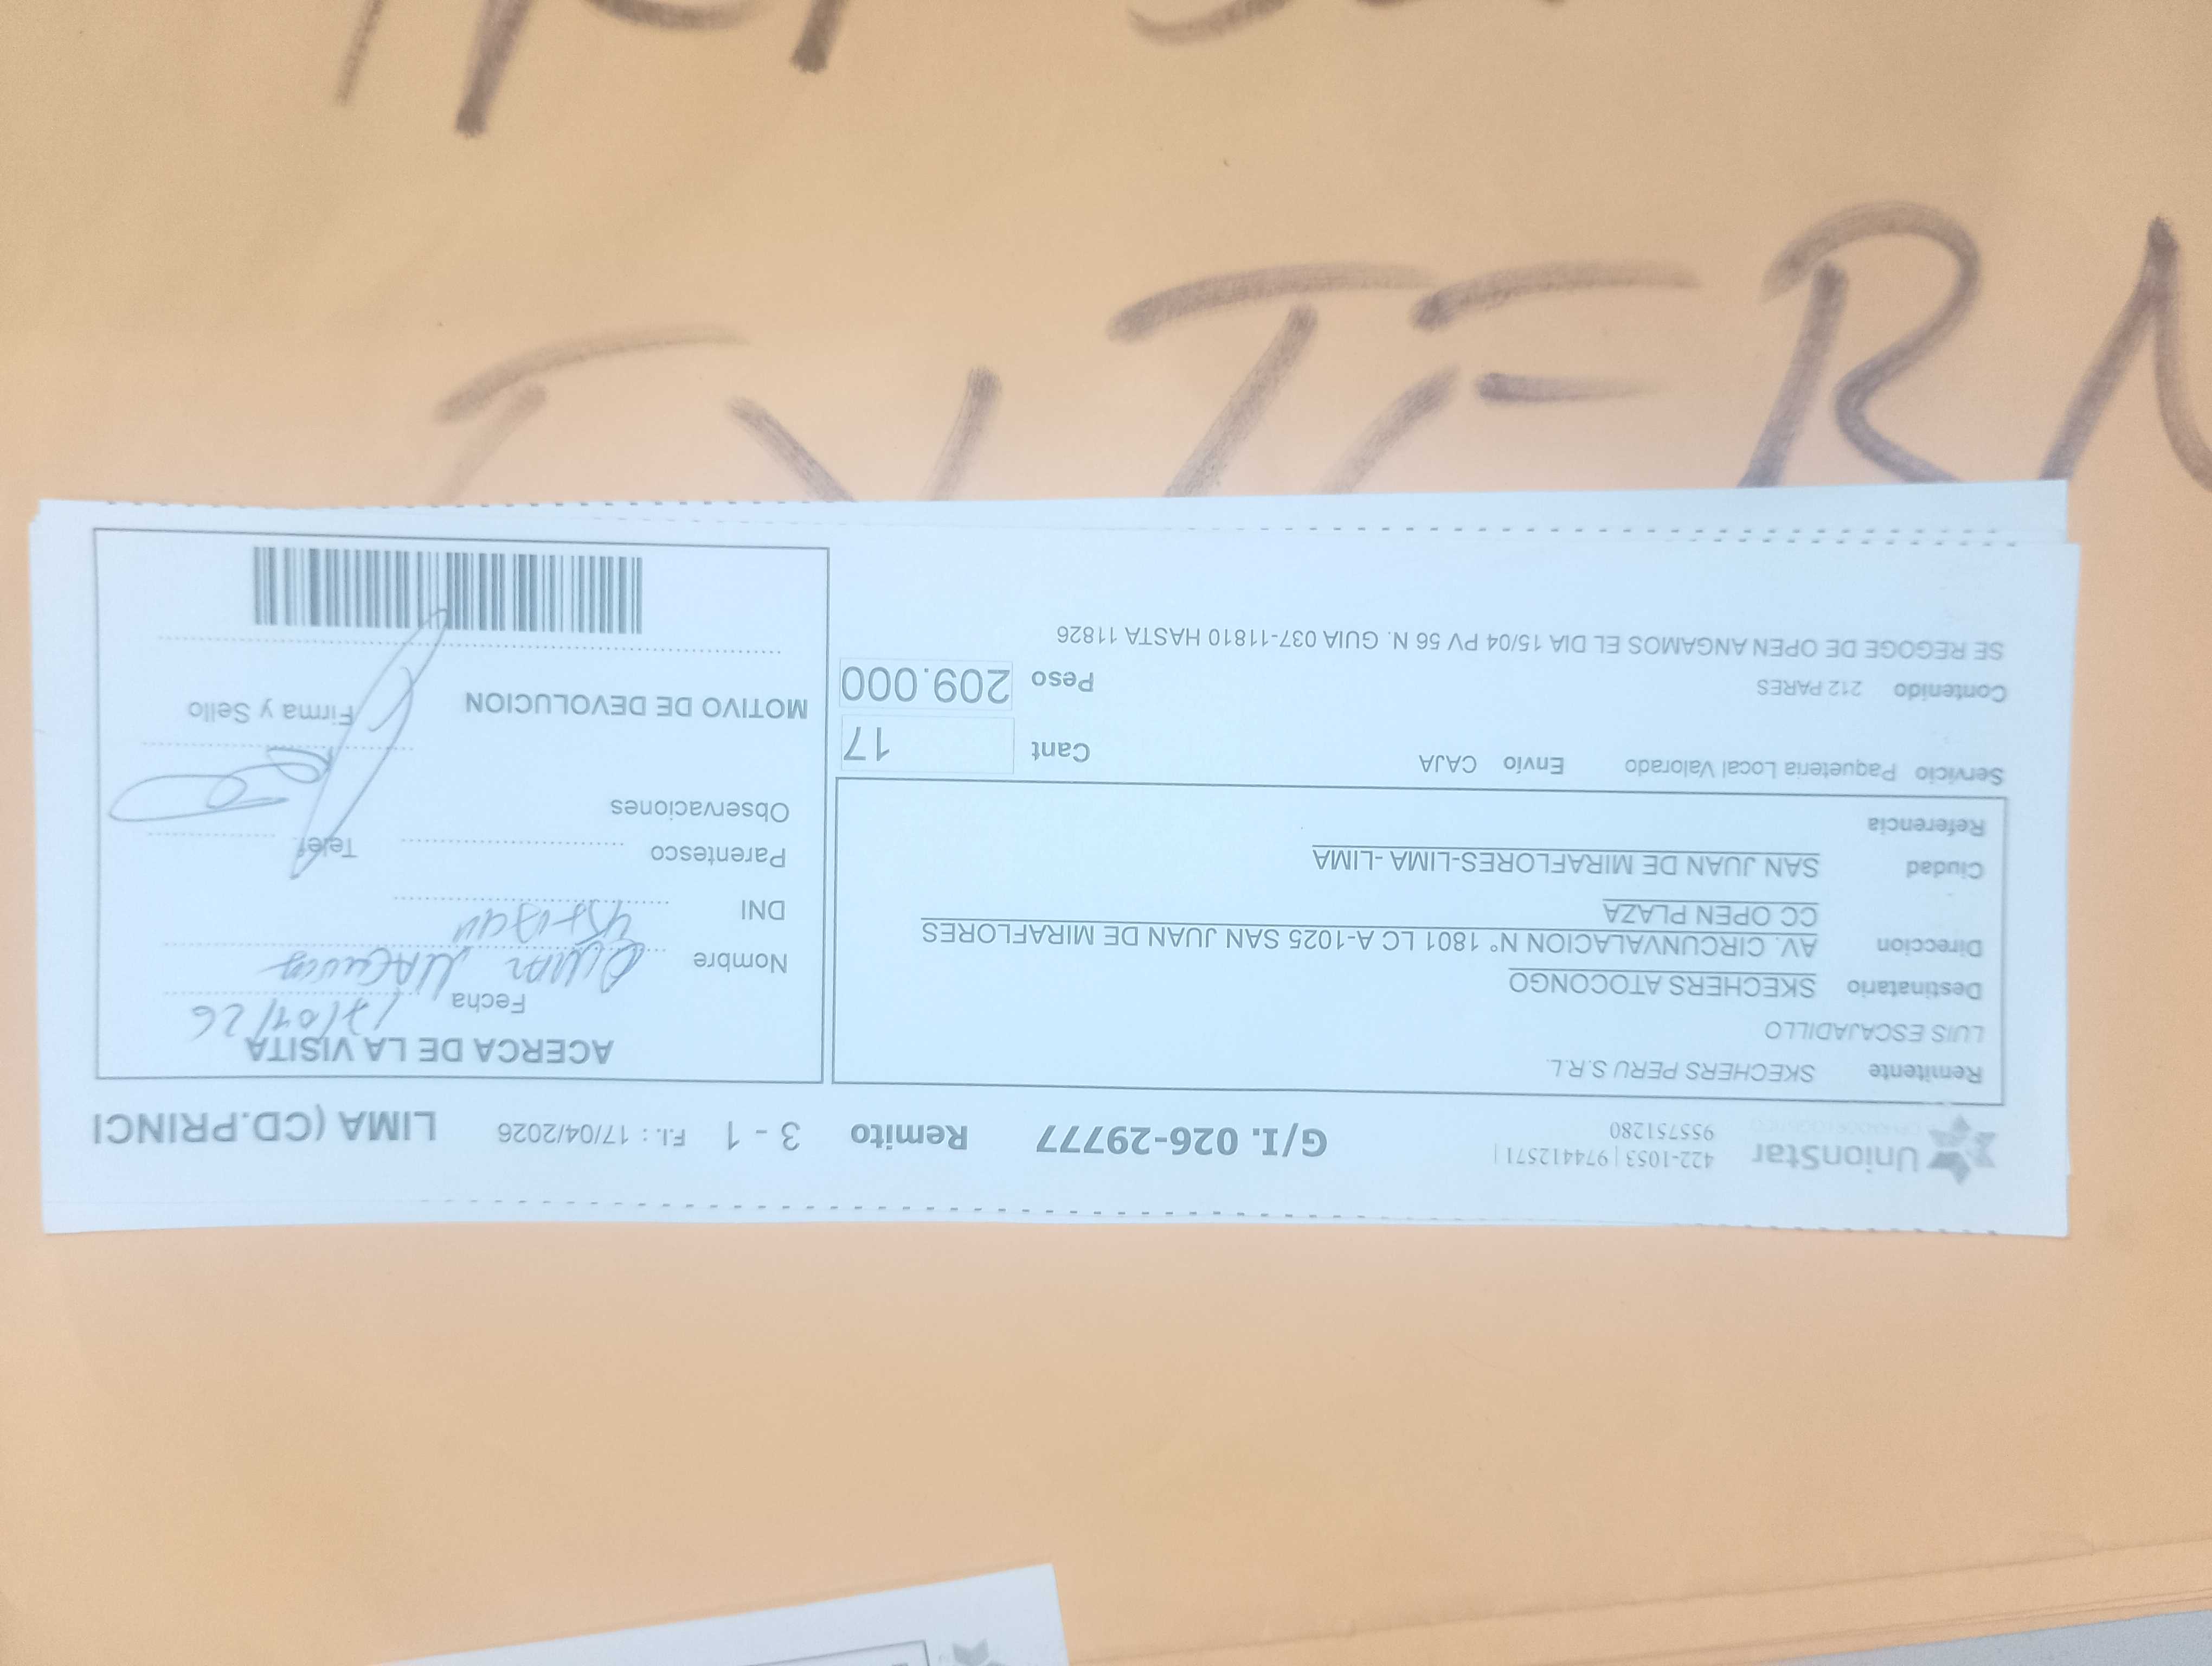 UnionStar
422-1053 | 974412571 |
955751280
G/I. 026-29777 Remito 3 - 1 F.I. : 17/04/2026 LIMA (CD.PRINCI
Remitente SKECHERS PERU S.R.L.
LUIS ESCAJADILLO
Destinatario SKECHERS ATOCONGO
Direccion AV. CIRCUNVALACION N° 1801 LC A-1025 SAN JUAN DE MIRAFLORES
CC OPEN PLAZA
Ciudad SAN JUAN DE MIRAFLORES-LIMA -LIMA
Referencia
Servicio Paqueteria Local Valorado Envio CAJA Cant 17
Contenido 212 PARES Peso 209.000
SE REGOGE DE OPEN ANGAMOS EL DIA 15/04 PV 56 N. GUIA 037-11810 HASTA 11826
ACERCA DE LA VISITA
Fecha 17/04/26
Nombre
DNI
Parentesco Telef.
Observaciones
MOTIVO DE DEVOLUCION Firma y Sello